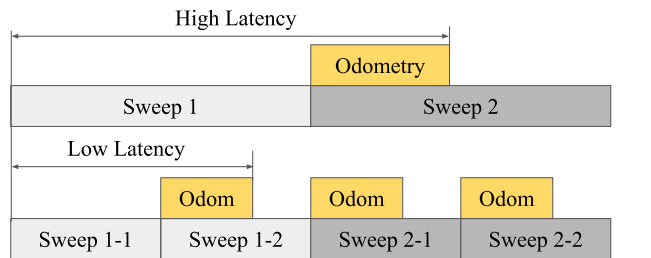 High Latency
Odometry
Sweep 1 Sweep 2
Low Latency
Odom Odom Odom
Sweep 1-1 Sweep 1-2 Sweep 2-1 Sweep 2-2